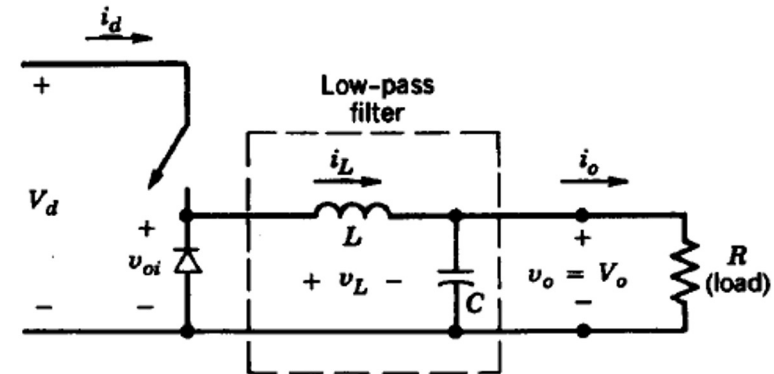 i_d
Low-pass
filter
+
i_L
i_o
V_d
+
L
+
R
(load)
v_oi
+ v_L −
C
v_o = V_o
−
−
−